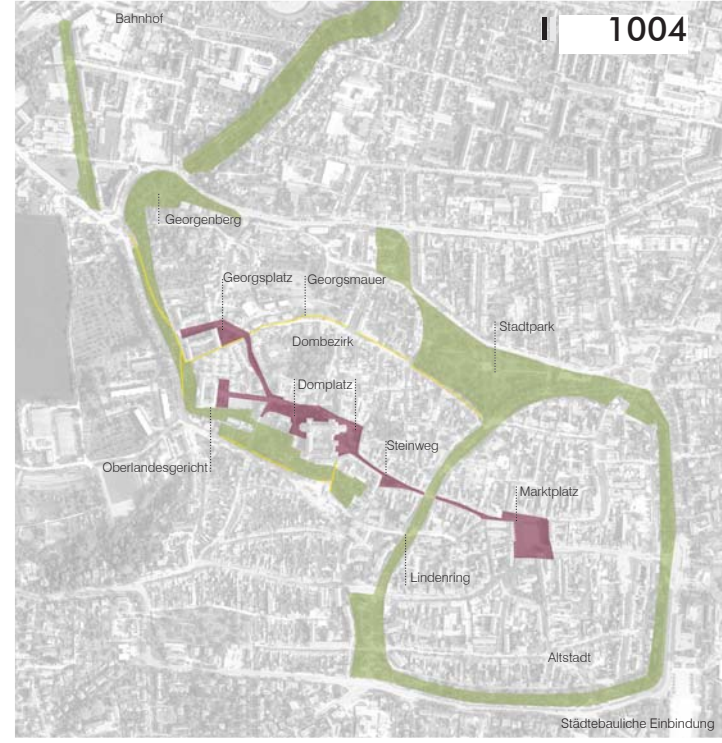 Bahnhof
I 1004
Georgenberg
Georgsplatz
Georgsmauer
Stadtpark
Dombezirk
Domplatz
Steinweg
Oberlandesgericht
Marktplatz
Lindenring
Altstadt
Städtebauliche Einbindung